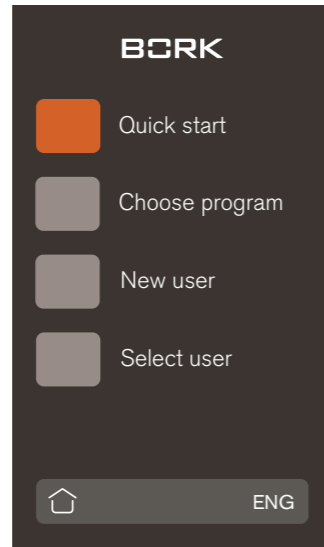 BORK
Quick start
Choose program
New user
Select user
ENG